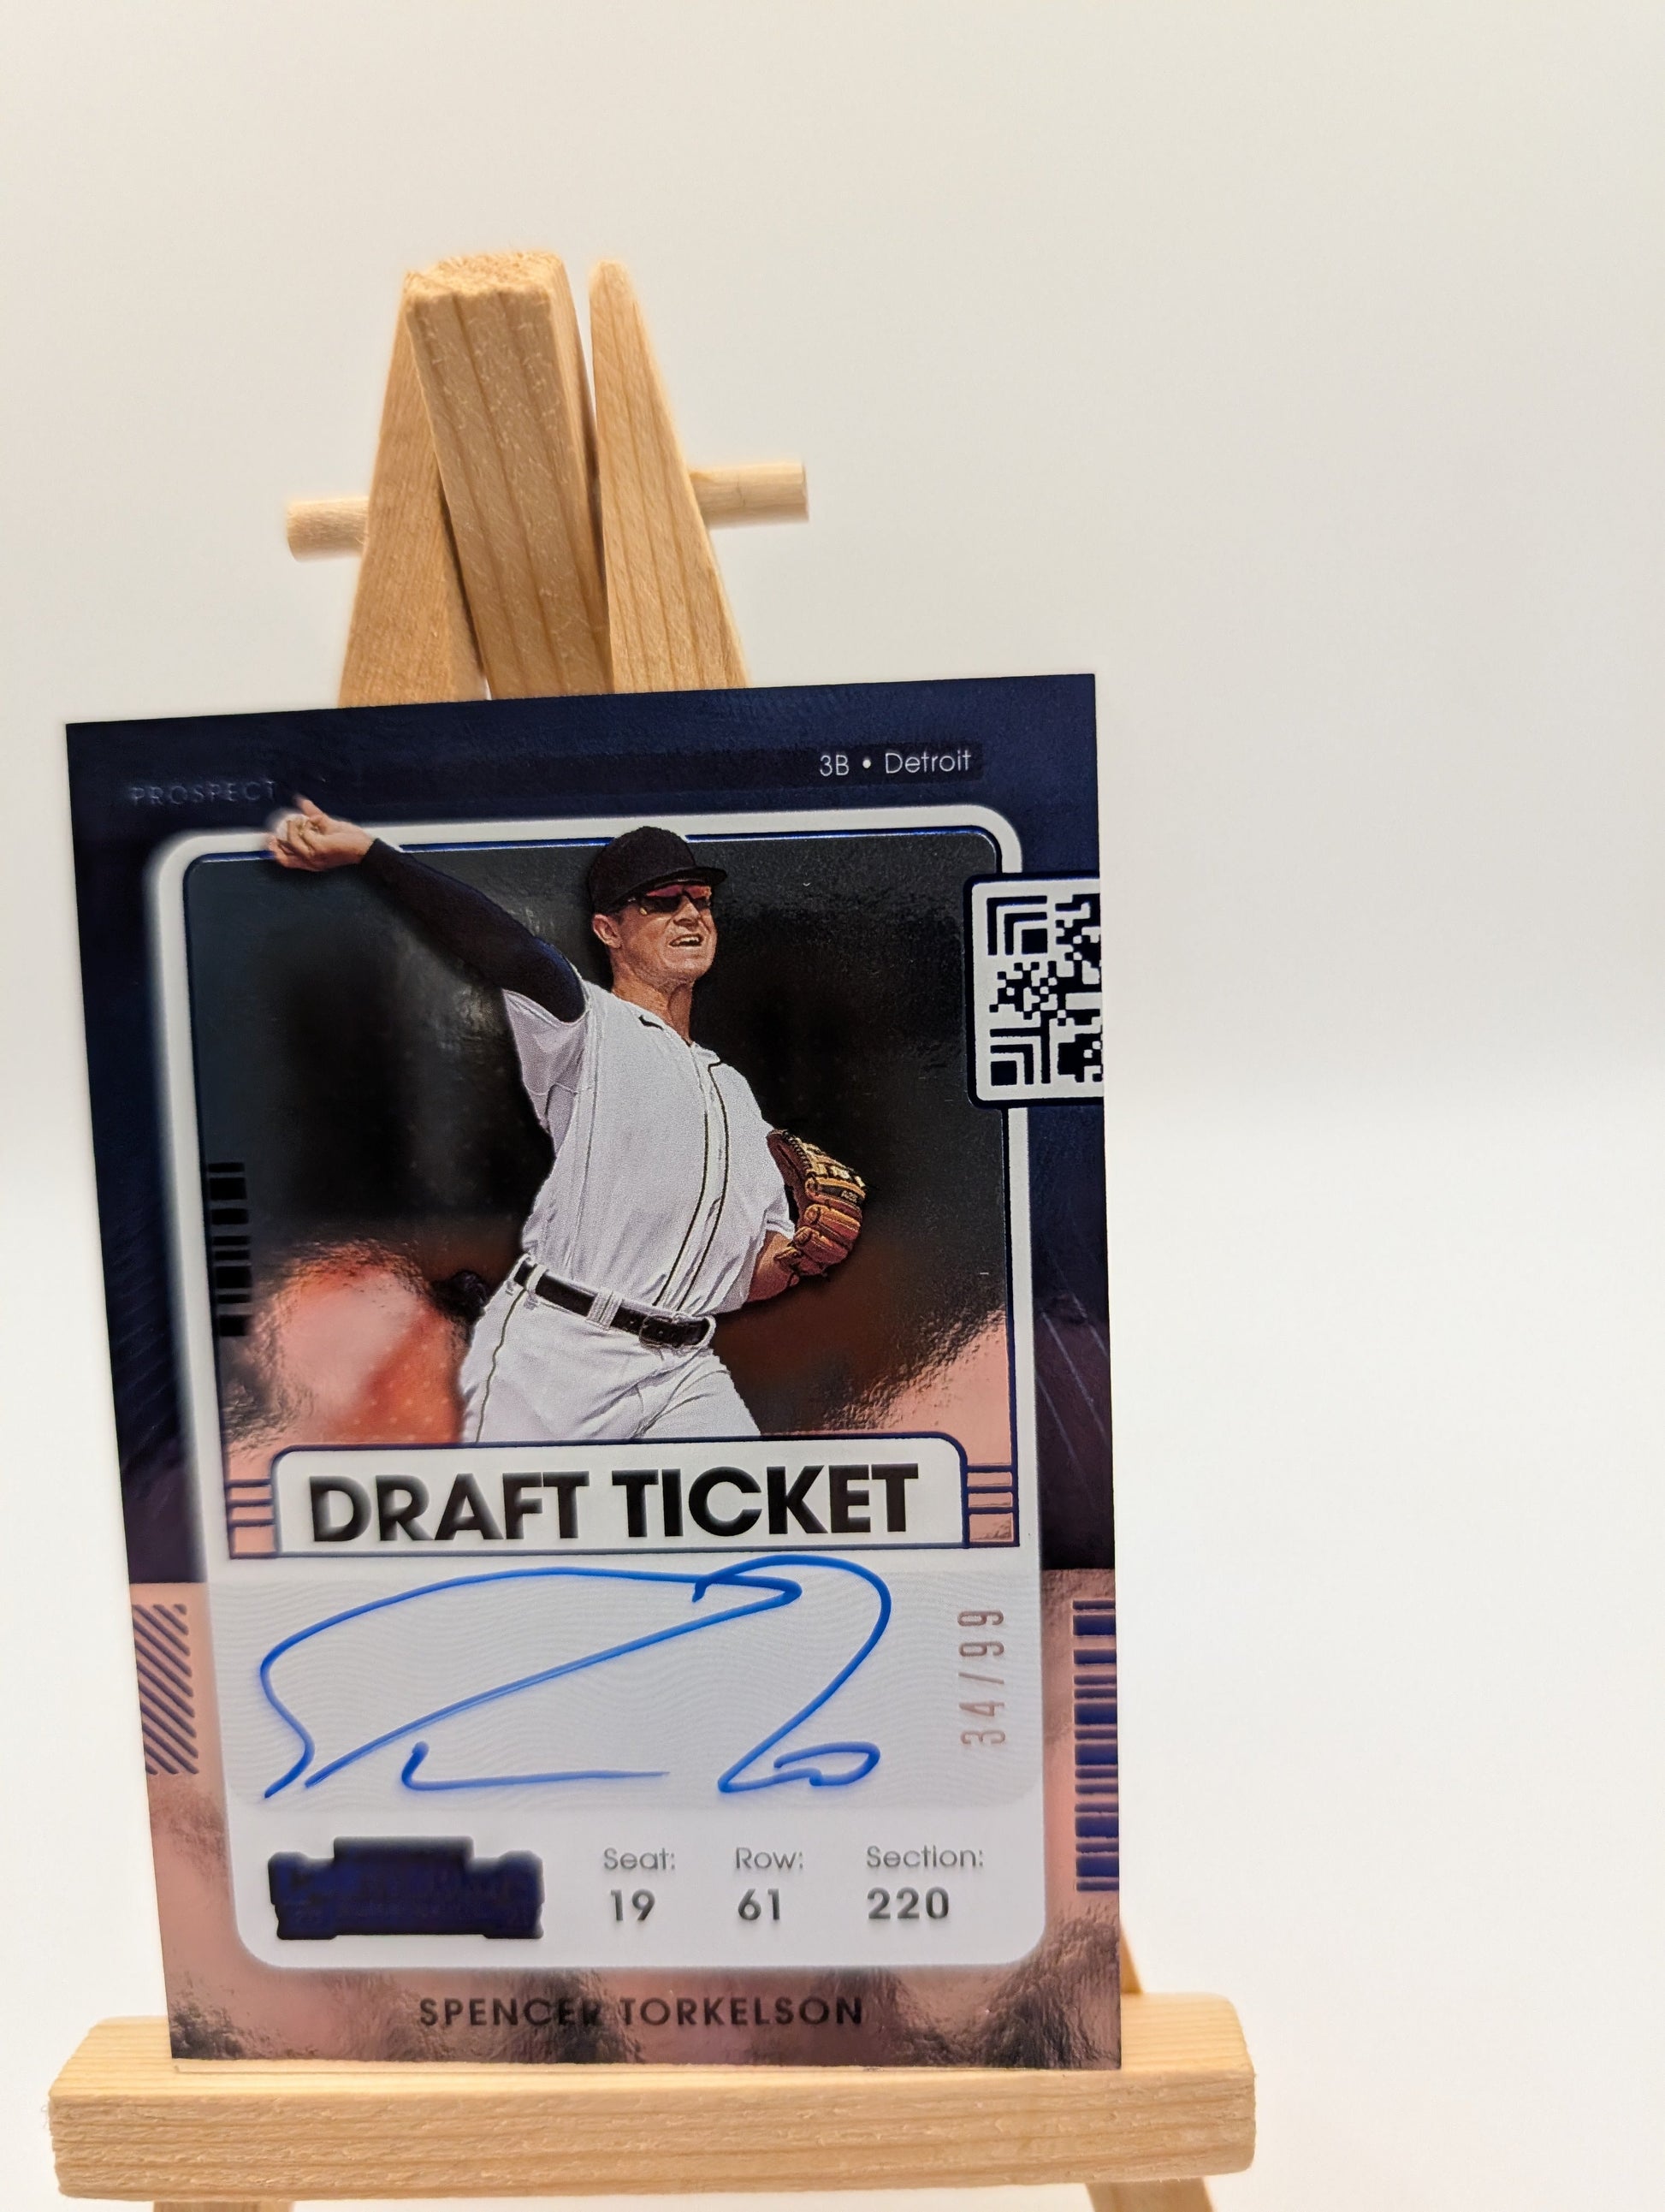 PROSPECT
3B • Detroit
DRAFT TICKET
34/99
Seat: Row: Section:
19 61 220
SPENCER TORKELSON